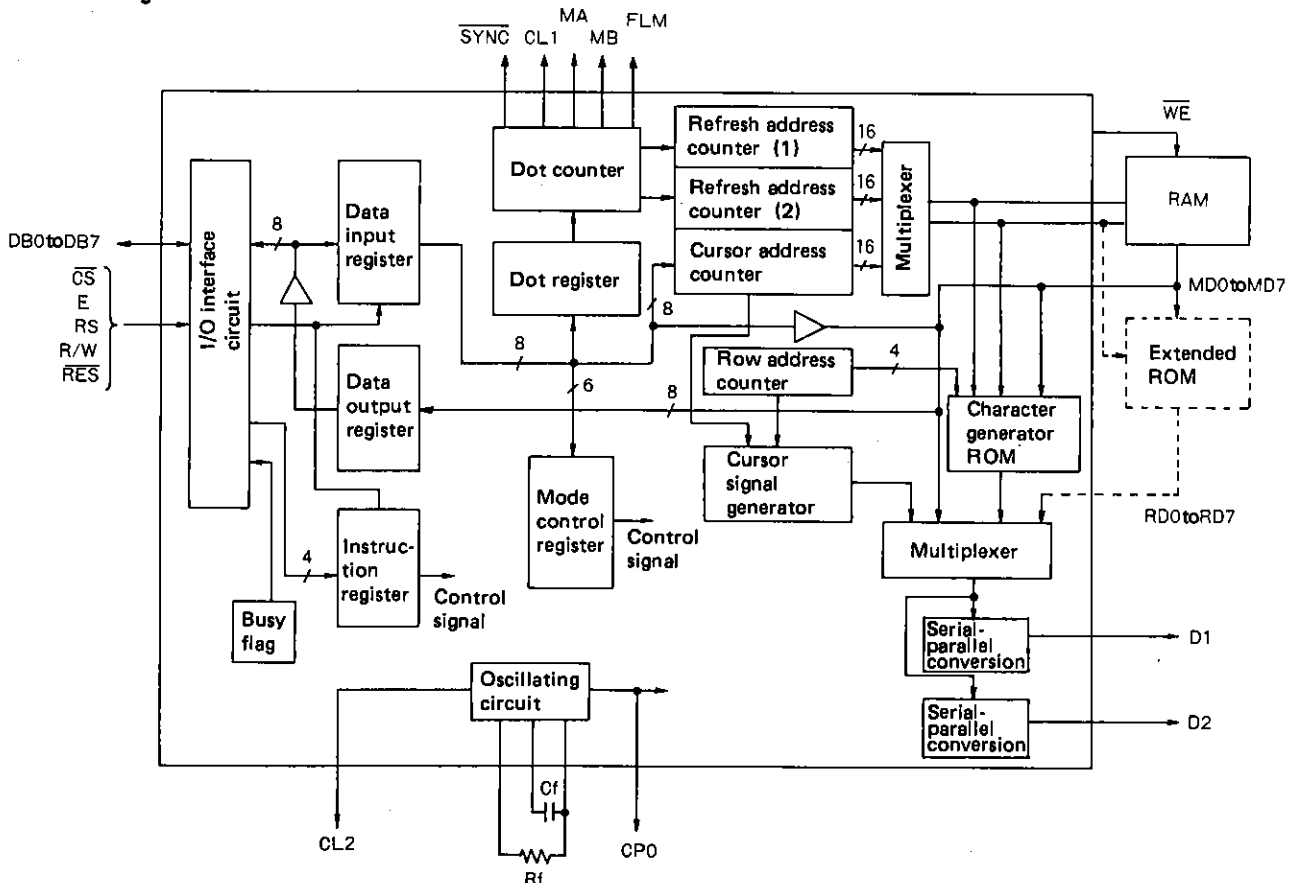 MA
FLM
SYNC
CL1
MB
WE
Refresh address
counter (1)
16
Dot counter
Refresh address
counter (2)
16
Multiplexer
RAM
Data
input
register
8
DB0toDB7
I/O interface
circuit
Dot register
Cursor address
counter
16
MD0toMD7
CS
E
RS
R/W
RES
8
8
Row address
counter
4
Extended
ROM
6
Data
output
register
8
Character
generator
ROM
Cursor
signal
generator
Mode
control
register
Control
signal
RD0toRD7
Multiplexer
4
Instruc-
tion
register
Control
signal
Busy
flag
Serial-
parallel
conversion
D1
Oscillating
circuit
Serial-
parallel
conversion
D2
Cf
CL2
CPO
Rf